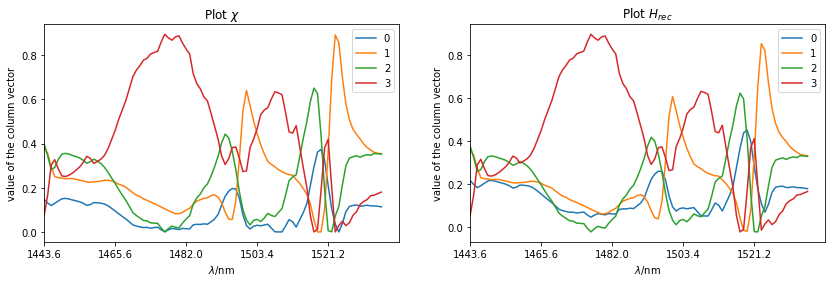 Plot χ
value of the column vector
0.8
0.6
0.4
0.2
0.0
0
1
2
3
1443.6 1465.6 1482.0 1503.4 1521.2
λ/nm
Plot H_rec
value of the column vector
0.8
0.6
0.4
0.2
0.0
0
1
2
3
1443.6 1465.6 1482.0 1503.4 1521.2
λ/nm